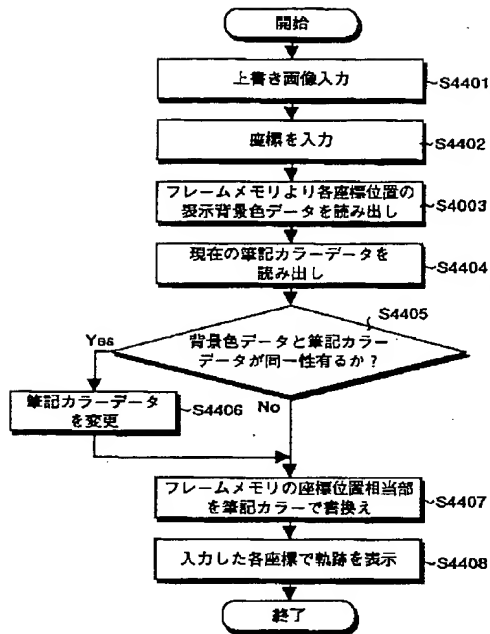 開始
上書き画像入力
S4401
座標を入力
S4402
フレームメモリより各座標位置の
表示背景色データを読み出し
S4003
現在の筆記カラーデータを
読み出し
S4404
S4405
背景色データと筆記カラー
データが同一性有るか？
Yes
No
筆記カラーデータ
を変更
S4406
フレームメモリの座標位置相当部
を筆記カラーで書換え
S4407
入力した各座標で軌跡を表示
S4408
終了